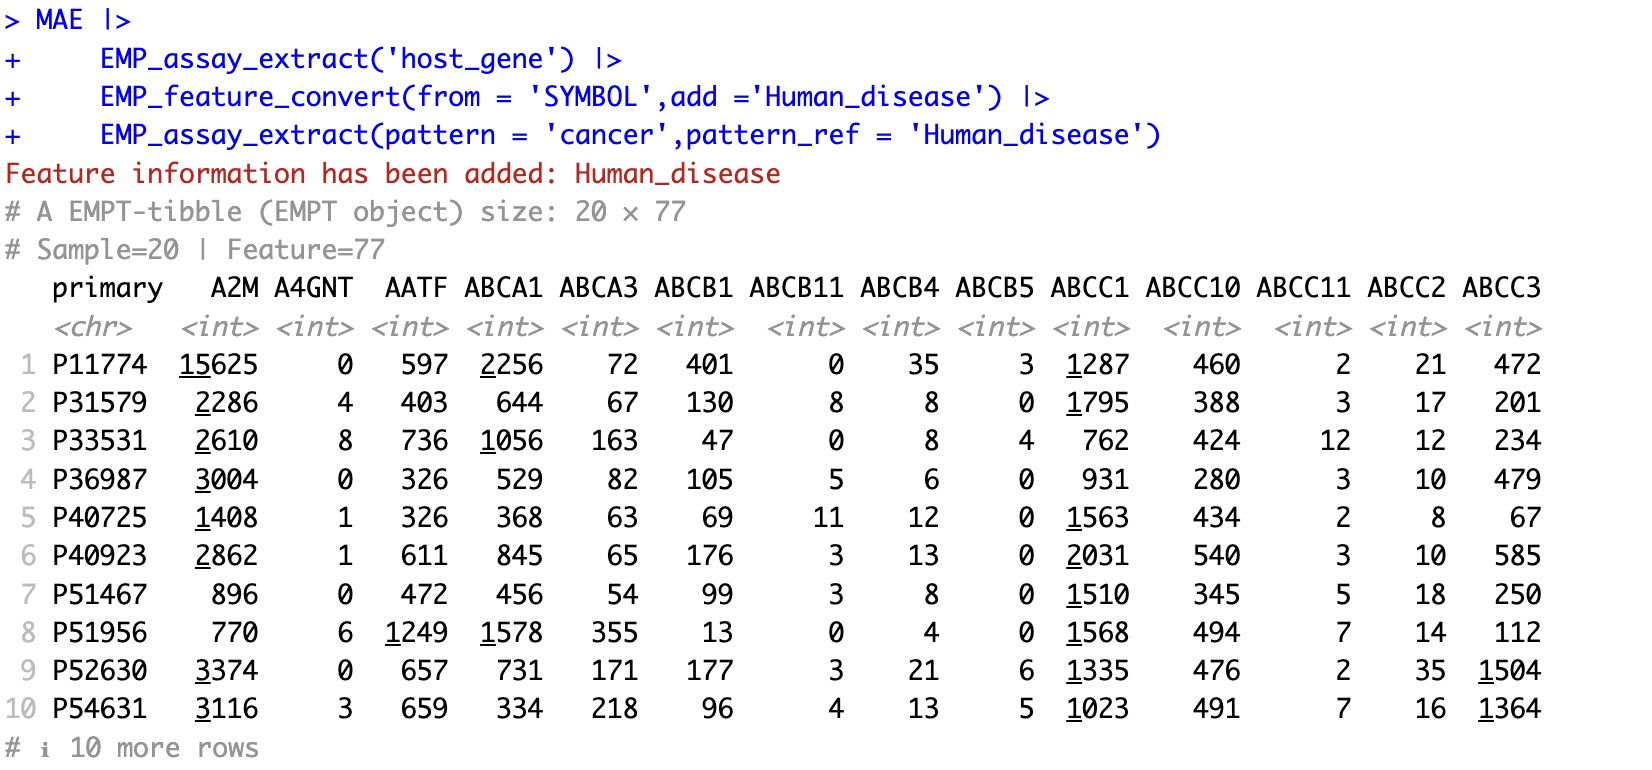 > MAE |>
+     EMP_assay_extract('host_gene') |>
+     EMP_feature_convert(from = 'SYMBOL',add ='Human_disease') |>
+     EMP_assay_extract(pattern = 'cancer',pattern_ref = 'Human_disease')
Feature information has been added: Human_disease
# A EMPT-tibble (EMPT object) size: 20 × 77
# Sample=20 | Feature=77
   primary   A2M A4GNT  AATF ABCA1 ABCA3 ABCB1 ABCB11 ABCB4 ABCB5 ABCC1 ABCC10 ABCC11 ABCC2 ABCC3
   <chr>   <int> <int> <int> <int> <int> <int>  <int> <int> <int> <int>  <int>  <int> <int> <int>
 1 P11774  15625     0   597  2256    72   401      0    35     3  1287    460      2    21   472
 2 P31579   2286     4   403   644    67   130      8     8     0  1795    388      3    17   201
 3 P33531   2610     8   736  1056   163    47      0     8     4   762    424     12    12   234
 4 P36987   3004     0   326   529    82   105      5     6     0   931    280      3    10   479
 5 P40725   1408     1   326   368    63    69     11    12     0  1563    434      2     8    67
 6 P40923   2862     1   611   845    65   176      3    13     0  2031    540      3    10   585
 7 P51467    896     0   472   456    54    99      3     8     0  1510    345      5    18   250
 8 P51956    770     6  1249  1578   355    13      0     4     0  1568    494      7    14   112
 9 P52630   3374     0   657   731   171   177      3    21     6  1335    476      2    35  1504
10 P54631   3116     3   659   334   218    96      4    13     5  1023    491      7    16  1364
# ℹ 10 more rows